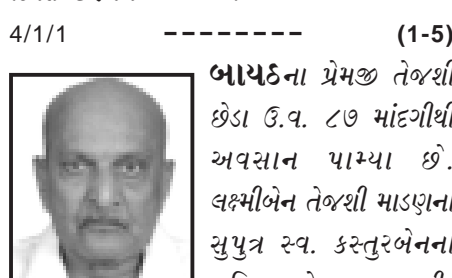 4/1/1 -------- (1-5)
બાયઠના પ્રેમજી તેજશી
છેડા ઉ.વ. ૮૭ માંદગીથી
અવસાન પામ્યા છે.
લક્ષ્મીબેન તેજશી માડણના
સુપુત્ર સ્વ. કસ્તુરબેનના